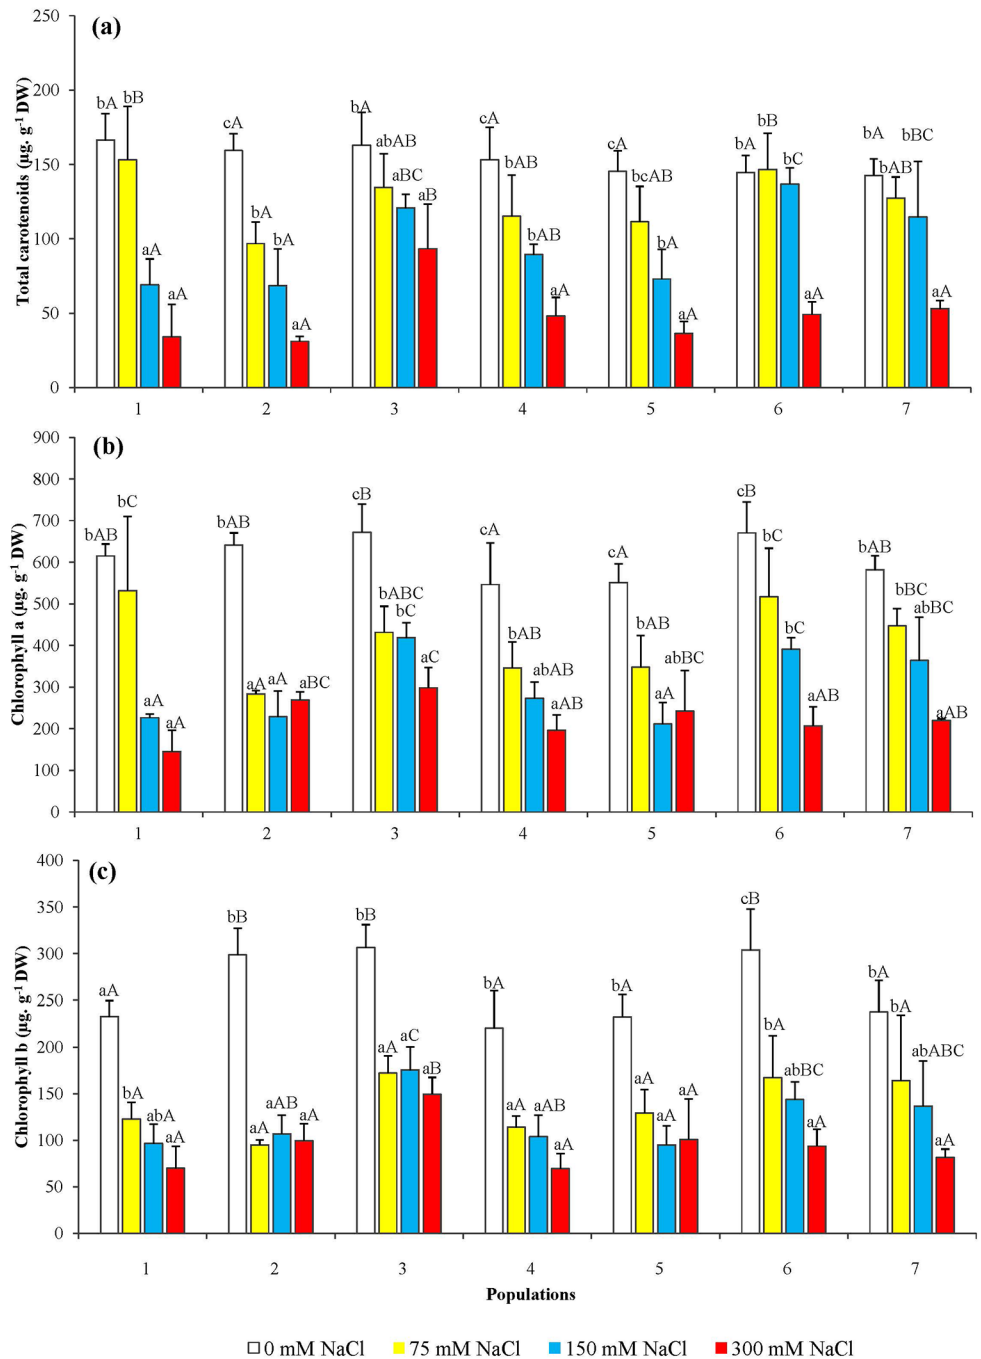 (a)
Total carotenoids (µg. g⁻¹ DW)
250
200
150
100
50
0
bA bB aA aA
cA bA bA aA
bA abAB aBC aB
cA bAB bAB aA
cA bcAB bA aA
bA bB bC aA
bA bAB bBC aA
1 2 3 4 5 6 7
(b)
Chlorophyll a (µg. g⁻¹ DW)
900
800
700
600
500
400
300
200
100
0
bAB bC aA aA
bAB aA aA aBC
cB bABC bC aC
cA bAB abAB aAB
cA bAB aA abBC
cB bC bC aAB
bAB bBC abBC aAB
1 2 3 4 5 6 7
(c)
Chlorophyll b (µg. g⁻¹ DW)
400
350
300
250
200
150
100
50
0
aA bA abA aA
bB aA aAB aA
bB aA aC aB
bA aA aAB aA
bA aA aA aA
cB bA abBC aA
bA bA abABC aA
1 2 3 4 5 6 7
Populations
0 mM NaCl 75 mM NaCl 150 mM NaCl 300 mM NaCl